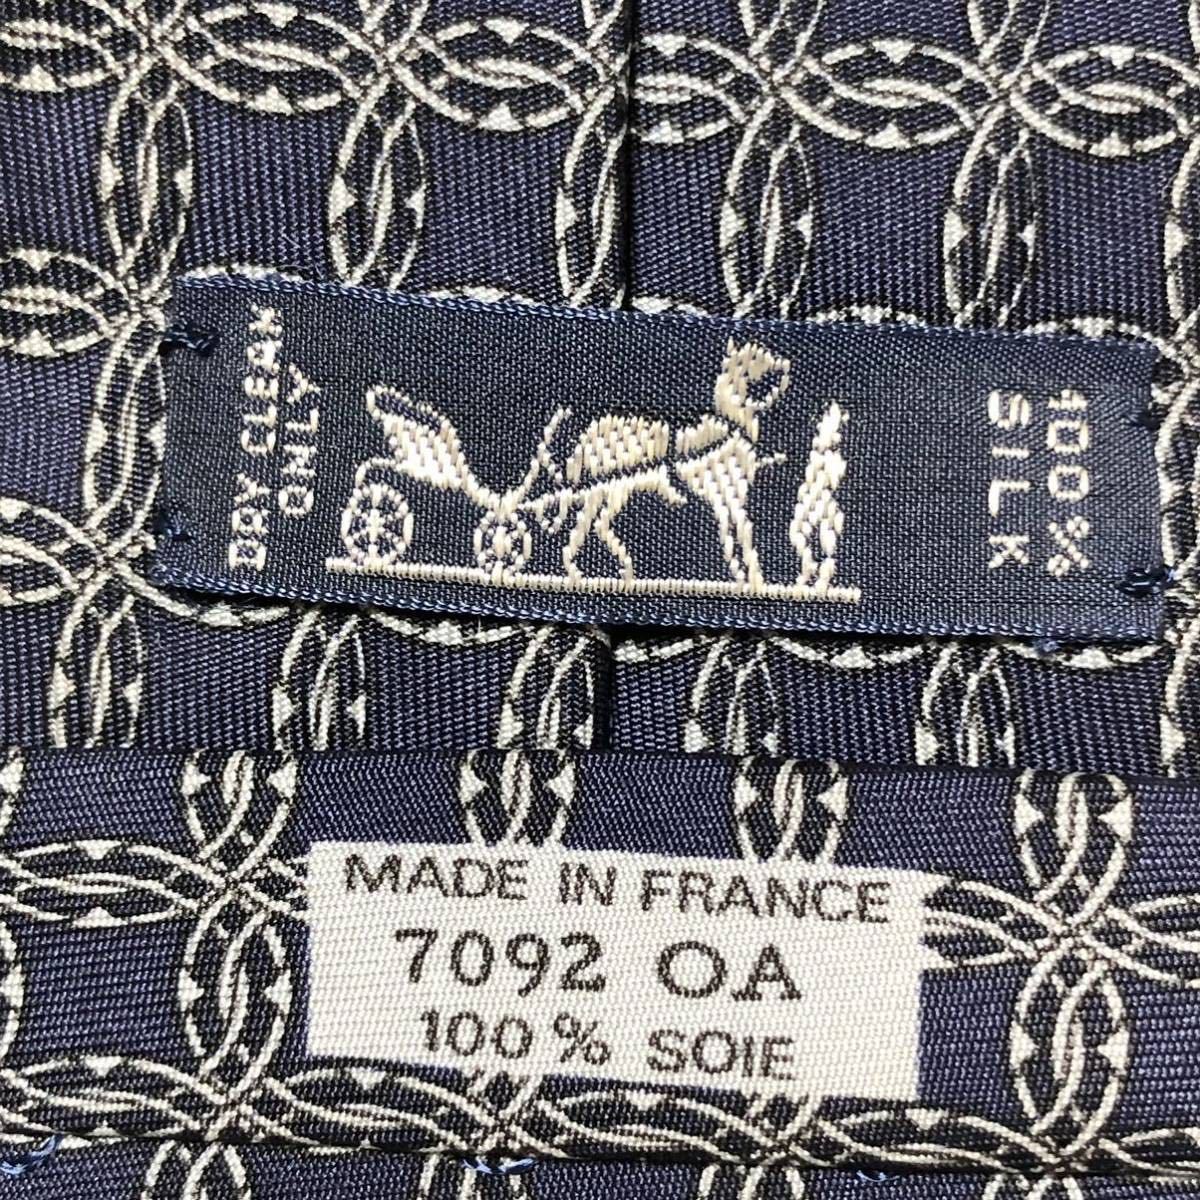 DRY CLEAN
ONLY
100%
SILK
MADE IN FRANCE
7092 OA
100% SOIE